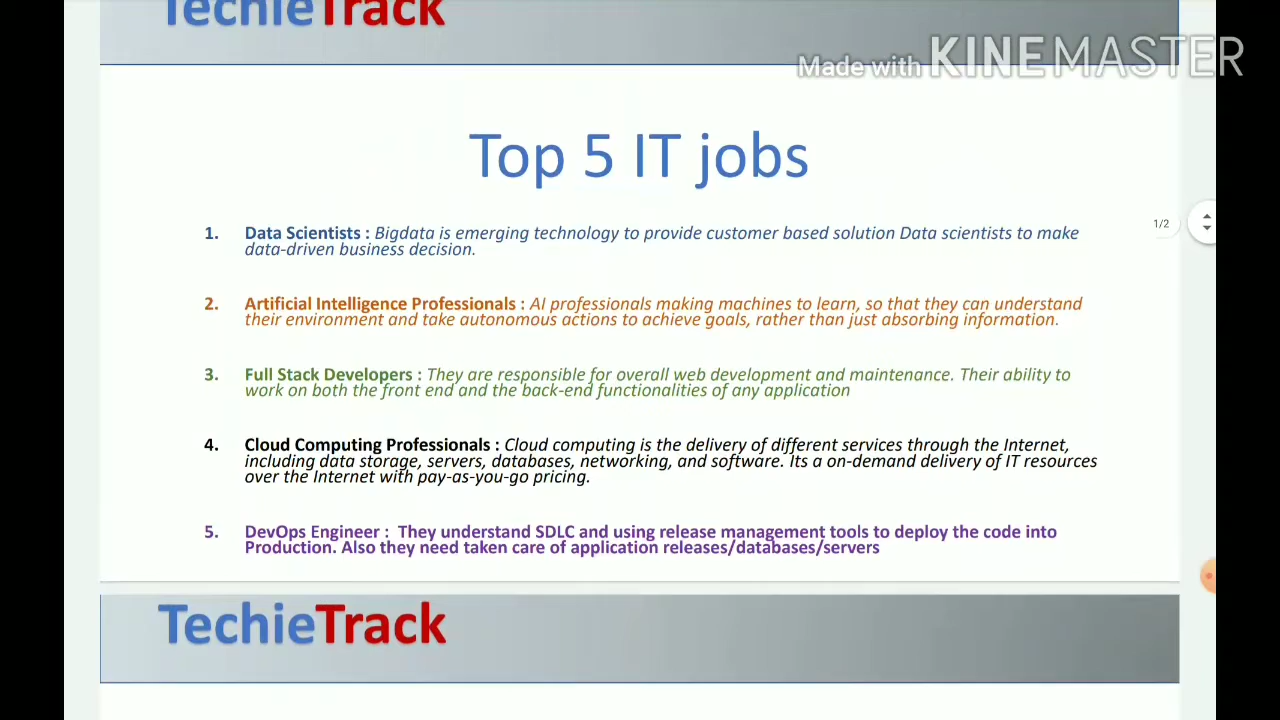 TechieTrack
Made with KINEMASTER
Top 5 IT jobs
1. Data Scientists : Bigdata is emerging technology to provide customer based solution Data scientists to make
data-driven business decision.
1/2
2. Artificial Intelligence Professionals : AI professionals making machines to learn, so that they can understand
their environment and take autonomous actions to achieve goals, rather than just absorbing information.
3. Full Stack Developers : They are responsible for overall web development and maintenance. Their ability to
work on both the front end and the back-end functionalities of any application
4. Cloud Computing Professionals : Cloud computing is the delivery of different services through the Internet,
including data storage, servers, databases, networking, and software. Its a on-demand delivery of IT resources
over the Internet with pay-as-you-go pricing.
5. DevOps Engineer : They understand SDLC and using release management tools to deploy the code into
Production. Also they need taken care of application releases/databases/servers
TechieTrack